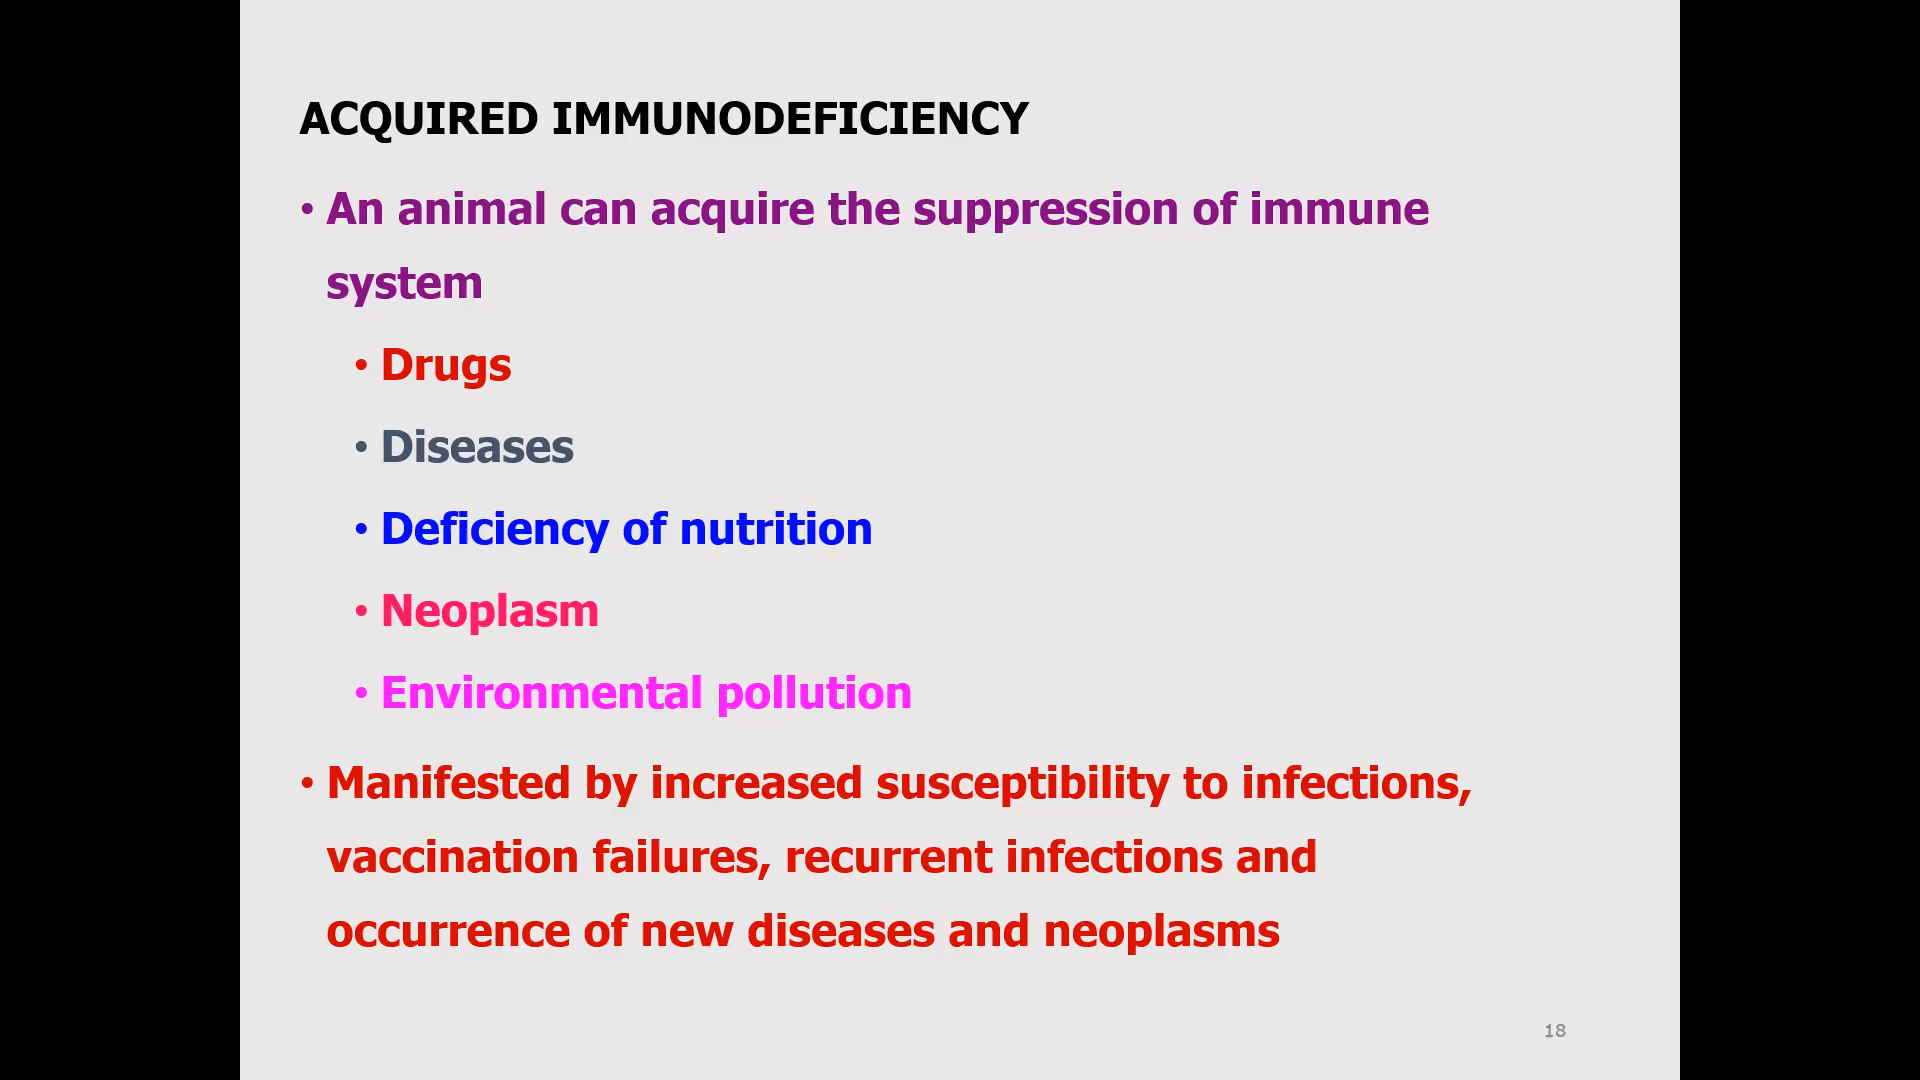 ACQUIRED IMMUNODEFICIENCY
• An animal can acquire the suppression of immune
system
• Drugs
• Diseases
• Deficiency of nutrition
• Neoplasm
• Environmental pollution
• Manifested by increased susceptibility to infections,
vaccination failures, recurrent infections and
occurrence of new diseases and neoplasms
18